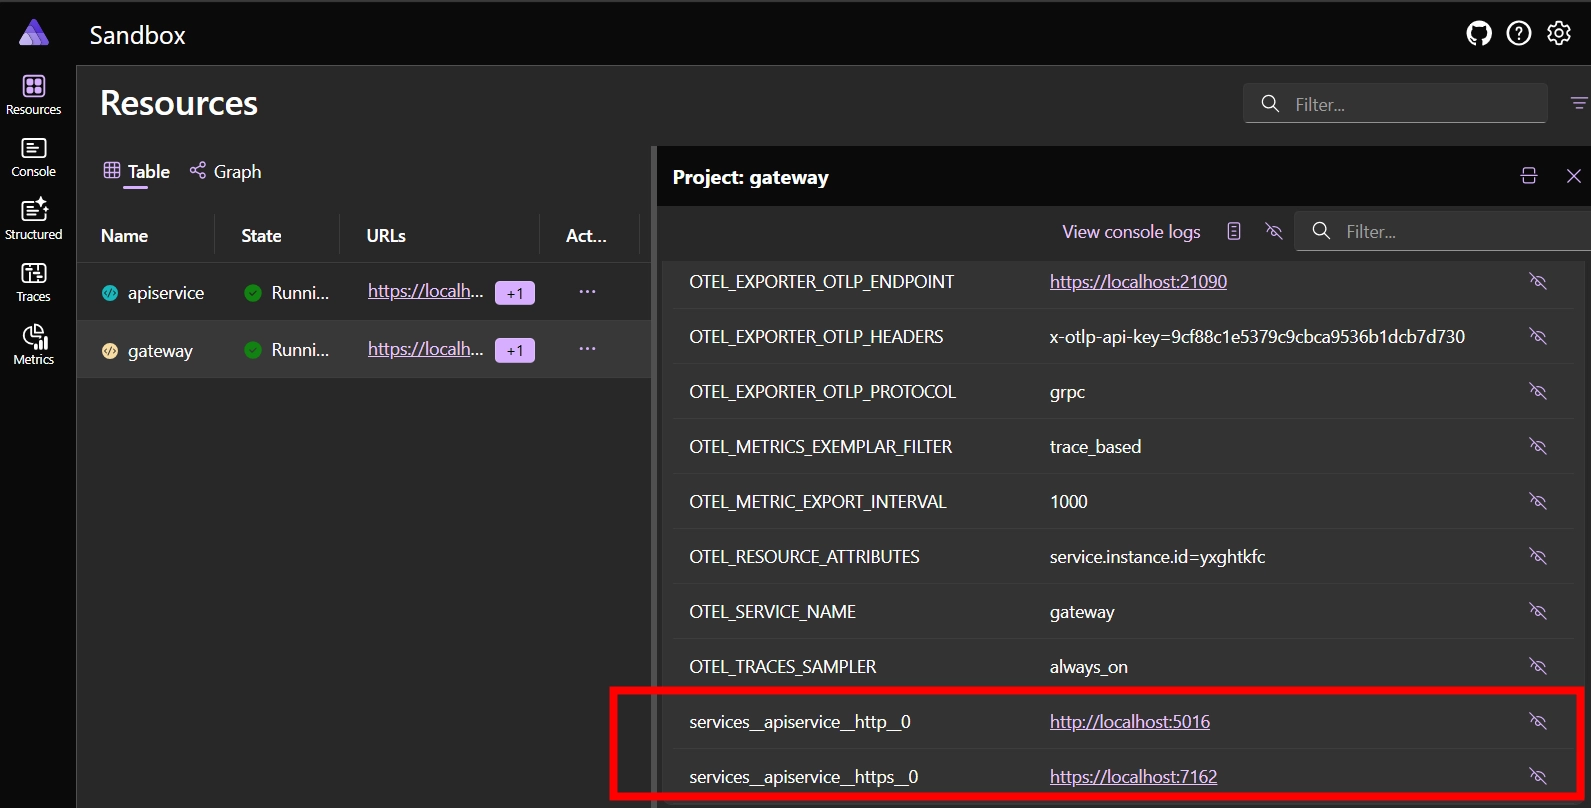 Sandbox
Resources
Console
Structured
Traces
Metrics
Resources
Filter...
Table Graph
Name State URLs Act...
apiservice Runni... https://localh... +1 ...
gateway Runni... https://localh... +1 ...
Project: gateway
View console logs Filter...
OTEL_EXPORTER_OTLP_ENDPOINT https://localhost:21090
OTEL_EXPORTER_OTLP_HEADERS x-otlp-api-key=9cf88c1e5379c9cbca9536b1dcb7d730
OTEL_EXPORTER_OTLP_PROTOCOL grpc
OTEL_METRICS_EXEMPLAR_FILTER trace_based
OTEL_METRIC_EXPORT_INTERVAL 1000
OTEL_RESOURCE_ATTRIBUTES service.instance.id=yxghtkfc
OTEL_SERVICE_NAME gateway
OTEL_TRACES_SAMPLER always_on
services__apiservice__http__0 http://localhost:5016
services__apiservice__https__0 https://localhost:7162